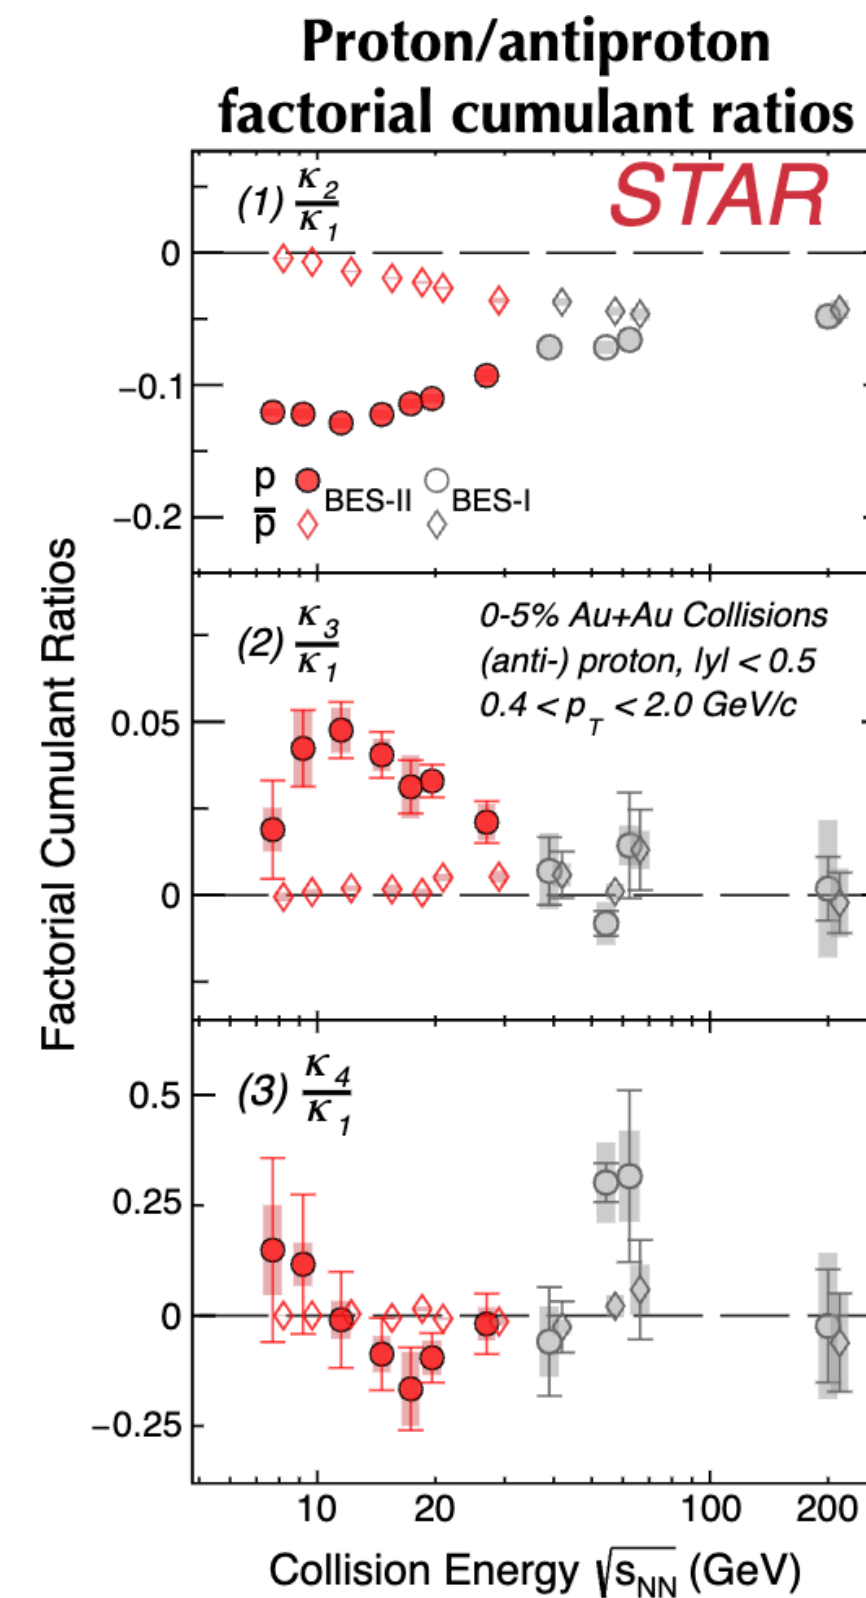 Proton/antiproton
factorial cumulant ratios
STAR
(1) κ2/κ1
0
−0.1
−0.2
p BES-II BES-I
p̅
Factorial Cumulant Ratios
(2) κ3/κ1
0-5% Au+Au Collisions
(anti-) proton, |y| < 0.5
0.4 < pT < 2.0 GeV/c
0.05
0
(3) κ4/κ1
0.5
0.25
0
−0.25
10 20 100 200
Collision Energy √sNN (GeV)